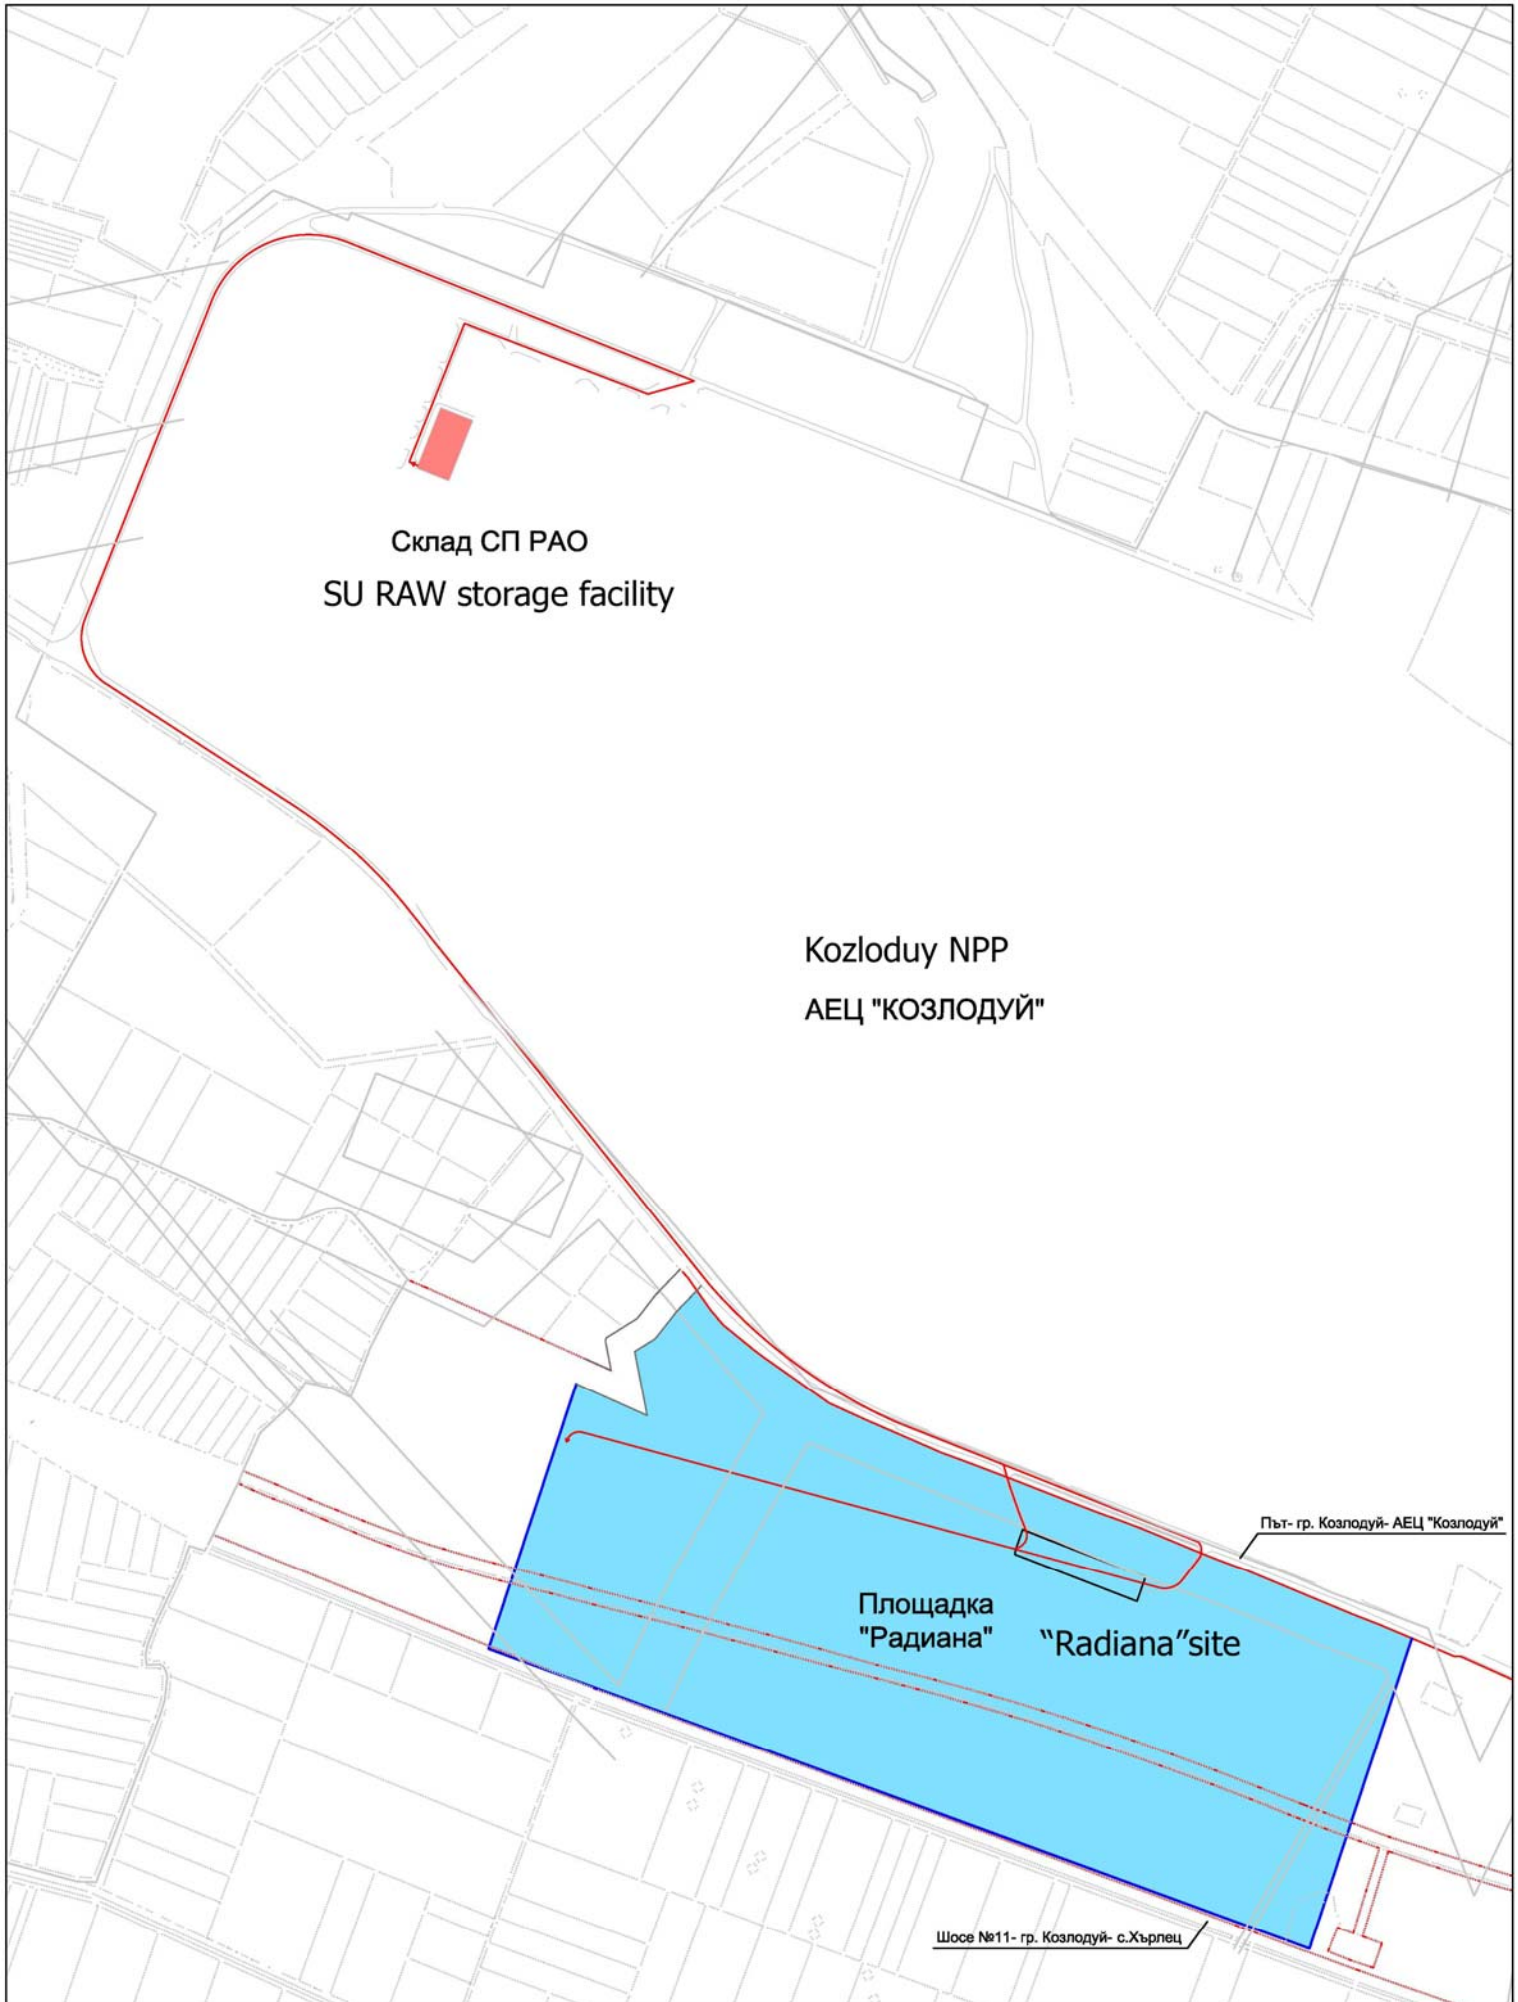 Склад СП РАО
SU RAW storage facility
Kozloduy NPP
АЕЦ "КОЗЛОДУЙ"
Път- гр. Козлодуй- АЕЦ "Козлодуй"
Площадка
"Радиана"
“Radiana”site
Шосе №11- гр. Козлодуй- с.Хърлец